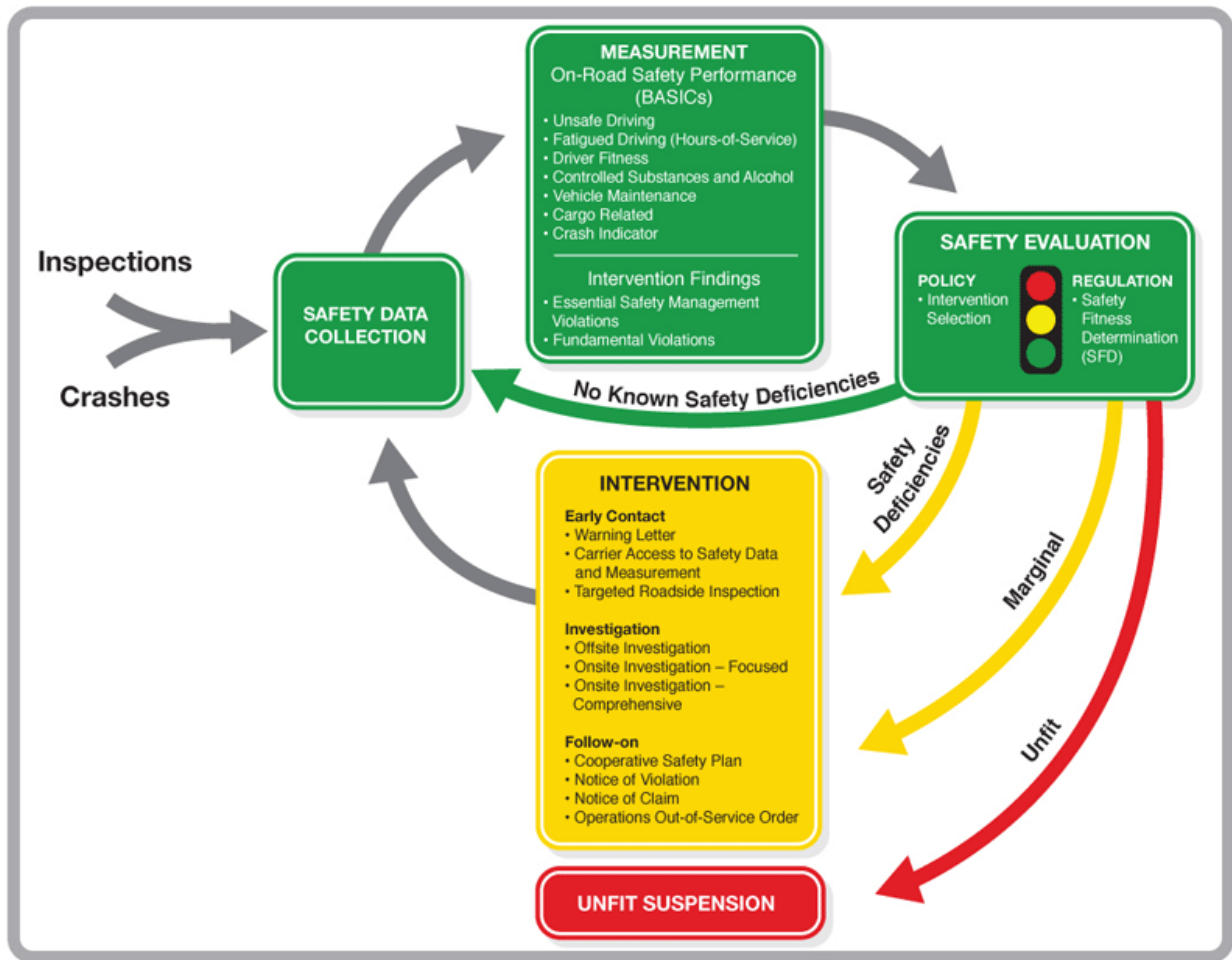 MEASUREMENT
On-Road Safety Performance
(BASICs)
• Unsafe Driving
• Fatigued Driving (Hours-of-Service)
• Driver Fitness
• Controlled Substances and Alcohol
• Vehicle Maintenance
• Cargo Related
• Crash Indicator
Intervention Findings
• Essential Safety Management
Violations
• Fundamental Violations
Inspections
Crashes
SAFETY DATA
COLLECTION
SAFETY EVALUATION
POLICY
• Intervention
Selection
REGULATION
• Safety
Fitness
Determination
(SFD)
No Known Safety Deficiencies
Safety
Deficiencies
Marginal
Unfit
INTERVENTION
Early Contact
• Warning Letter
• Carrier Access to Safety Data
and Measurement
• Targeted Roadside Inspection
Investigation
• Offsite Investigation
• Onsite Investigation – Focused
• Onsite Investigation –
Comprehensive
Follow-on
• Cooperative Safety Plan
• Notice of Violation
• Notice of Claim
• Operations Out-of-Service Order
UNFIT SUSPENSION